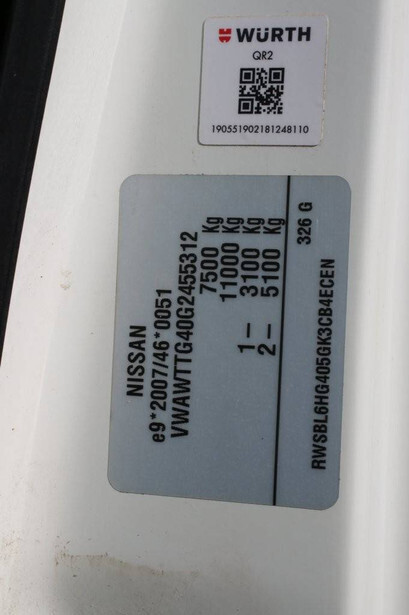 WÜRTH
QR2
190551902181248110
NISSAN
e9*2007/46*0051
VWAWTTG40G2455312
7500 Kg
11000 Kg
1– 3100 Kg
2– 5100 Kg
326 G
RWSBL6HG405GK3CB4ECEN